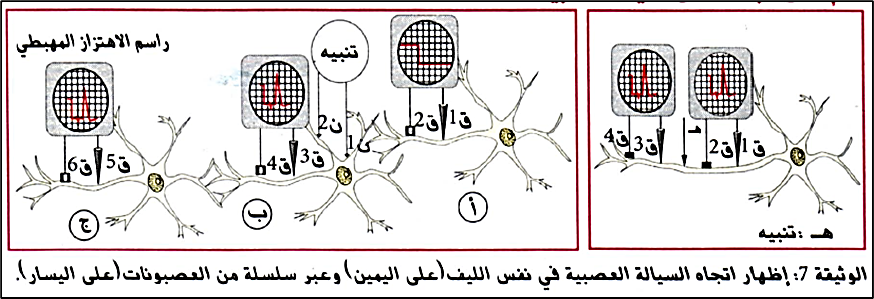 راسم الاهتزاز المهبطي
تنبيه
ق1
ق2
أ
ن1
ن2
ق3
ق4
ب
ق5
ق6
ج
ق1
ق2
هـ
ق3
ق4
هـ :تنبيه
الوثيقة 7: إظهار اتجاه السيالة العصبية في نفس الليف(على اليمين) وعبر سلسلة من العصبونات(على اليسار).